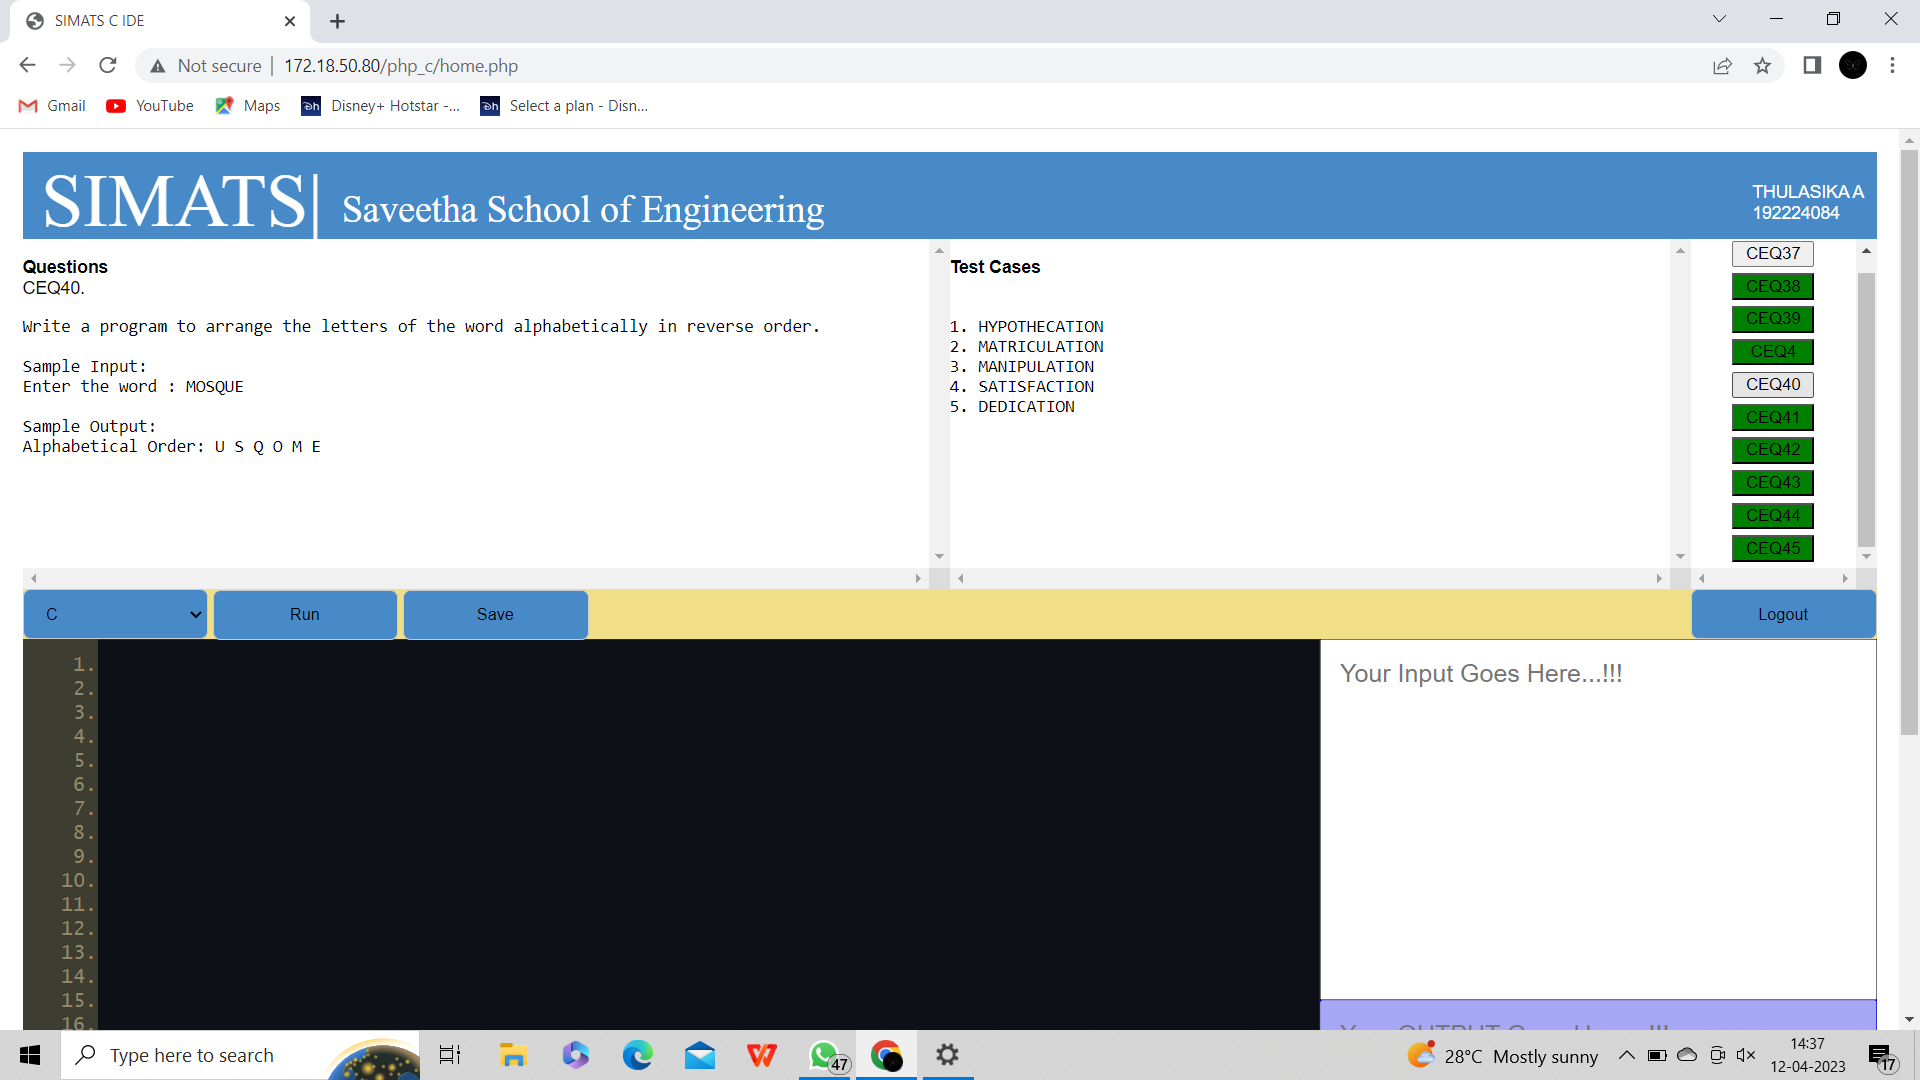 SIMATS C IDE
Not secure | 172.18.50.80/php_c/home.php
Gmail YouTube Maps Disney+ Hotstar -... Select a plan - Disn...
SIMATS| Saveetha School of Engineering
THULASIKA A
192224084
Questions
CEQ40.
Write a program to arrange the letters of the word alphabetically in reverse order.
Sample Input:
Enter the word : MOSQUE
Sample Output:
Alphabetical Order: U S Q O M E
Test Cases
1. HYPOTHECATION
2. MATRICULATION
3. MANIPULATION
4. SATISFACTION
5. DEDICATION
CEQ37
CEQ38
CEQ39
CEQ4
CEQ40
CEQ41
CEQ42
CEQ43
CEQ44
CEQ45
C Run Save Logout
1.
2.
3.
4.
5.
6.
7.
8.
9.
10.
11.
12.
13.
14.
15.
16.
Your Input Goes Here...!!!
Type here to search
47
28°C Mostly sunny
14:37
12-04-2023
17